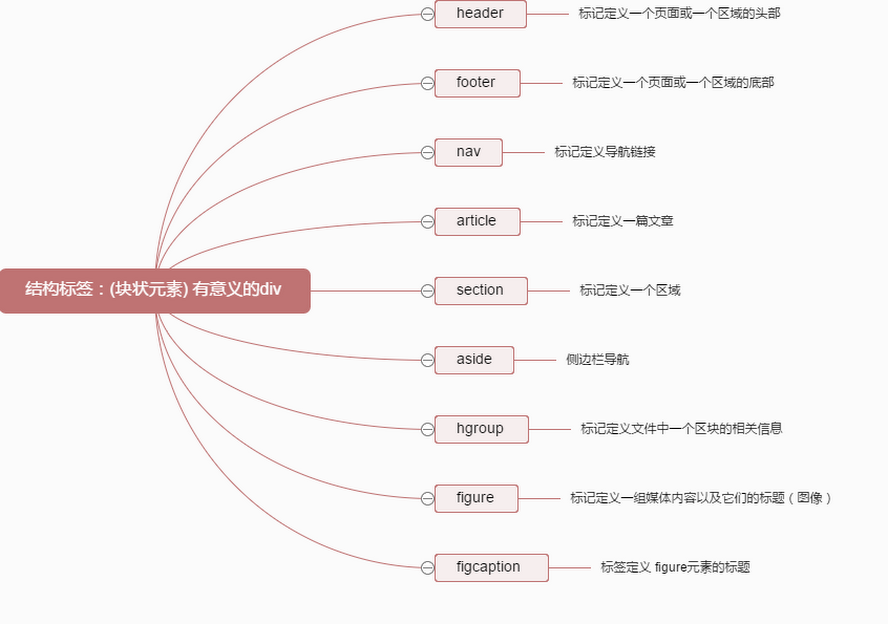 header
标记定义一个页面或一个区域的头部
footer
标记定义一个页面或一个区域的底部
nav
标记定义导航链接
article
标记定义一篇文章
结构标签：(块状元素) 有意义的div
section
标记定义一个区域
aside
侧边栏导航
hgroup
标记定义文件中一个区块的相关信息
figure
标记定义一组媒体内容以及它们的标题（图像）
figcaption
标签定义 figure元素的标题